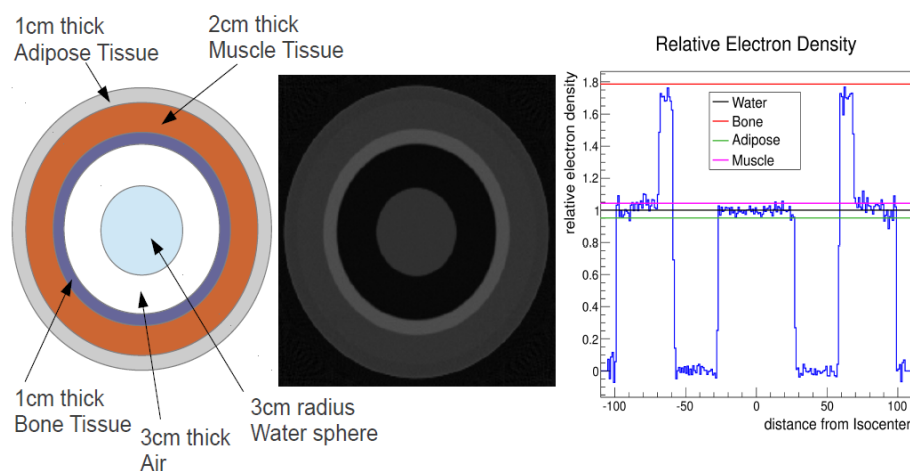 1cm thick
Adipose Tissue
2cm thick
Muscle Tissue
1cm thick
Bone Tissue
3cm thick
Air
3cm radius
Water sphere
Relative Electron Density
relative electron density
1.8
1.6
1.4
1.2
1
0.8
0.6
0.4
0.2
0
Water
Bone
Adipose
Muscle
-100
-50
0
50
100
distance from Isocenter